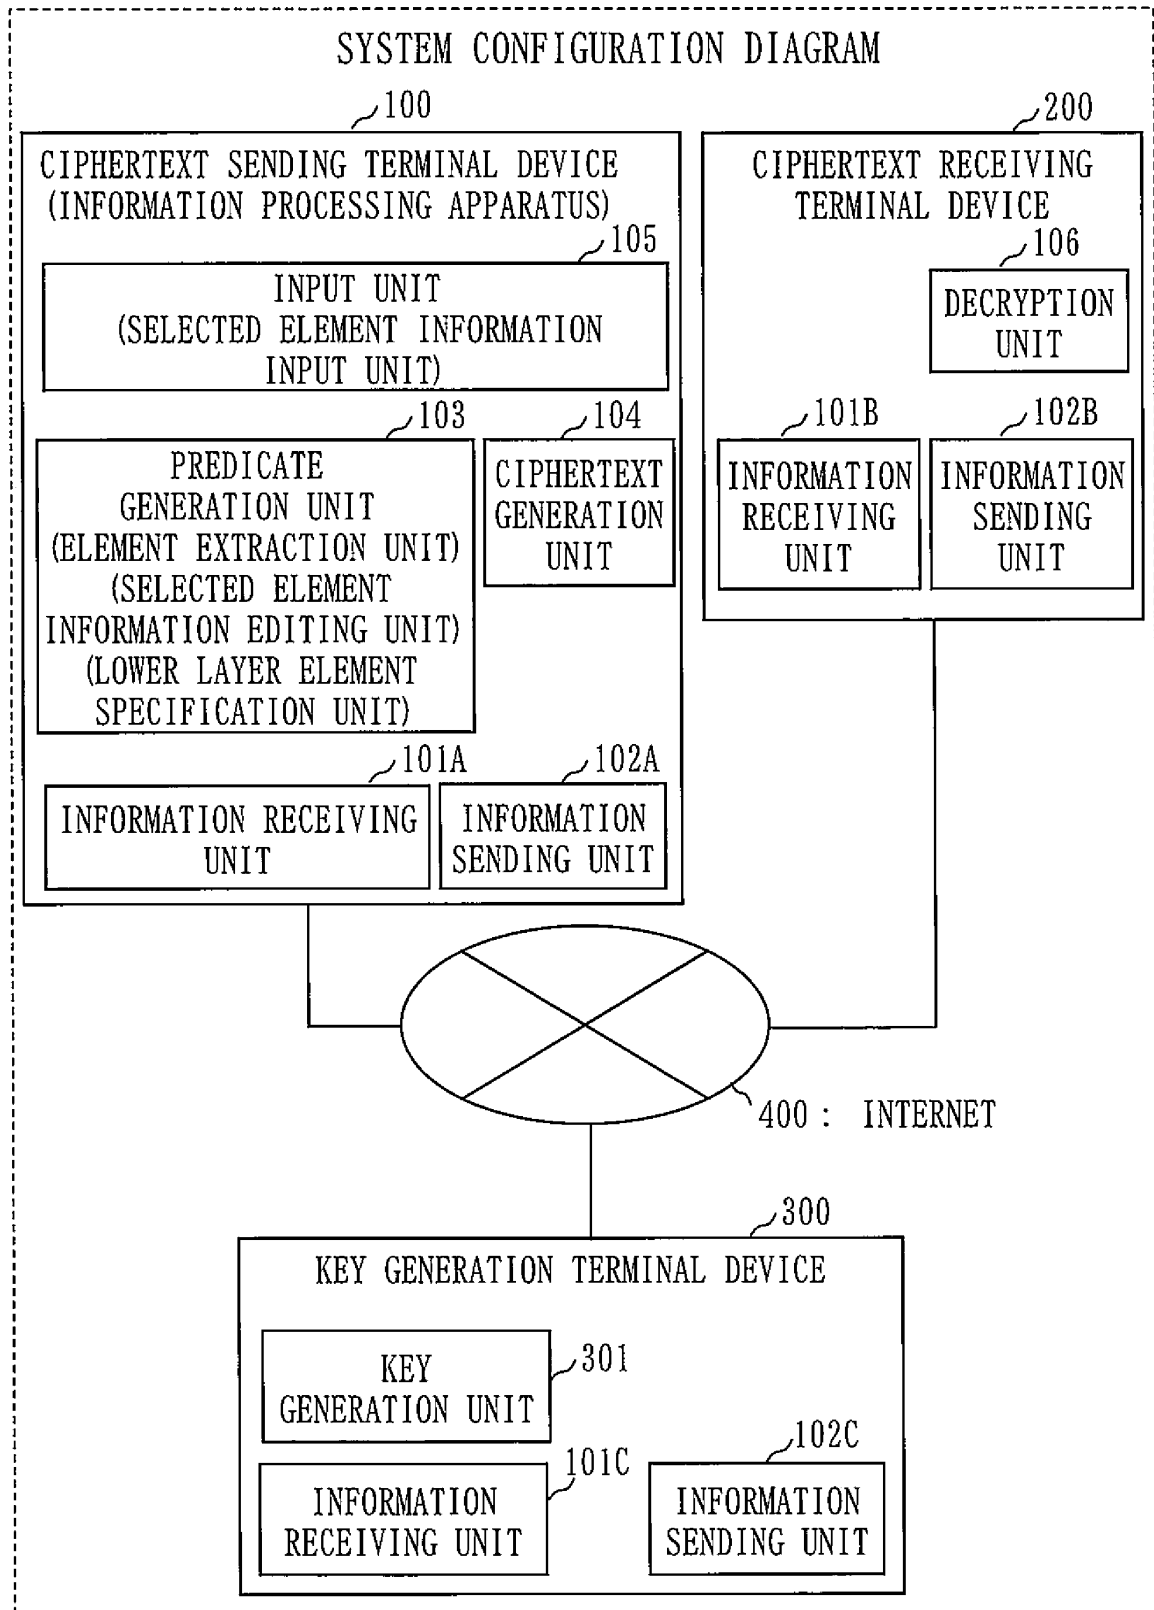 SYSTEM CONFIGURATION DIAGRAM
100
CIPHERTEXT SENDING TERMINAL DEVICE
(INFORMATION PROCESSING APPARATUS)
105
INPUT UNIT
(SELECTED ELEMENT INFORMATION
INPUT UNIT)
103
PREDICATE
GENERATION UNIT
(ELEMENT EXTRACTION UNIT)
(SELECTED ELEMENT
INFORMATION EDITING UNIT)
(LOWER LAYER ELEMENT
SPECIFICATION UNIT)
104
CIPHERTEXT
GENERATION
UNIT
101A
INFORMATION RECEIVING
UNIT
102A
INFORMATION
SENDING UNIT
200
CIPHERTEXT RECEIVING
TERMINAL DEVICE
106
DECRYPTION
UNIT
101B
INFORMATION
RECEIVING
UNIT
102B
INFORMATION
SENDING
UNIT
400 : INTERNET
300
KEY GENERATION TERMINAL DEVICE
KEY
GENERATION UNIT
301
101C
INFORMATION
RECEIVING UNIT
102C
INFORMATION
SENDING UNIT